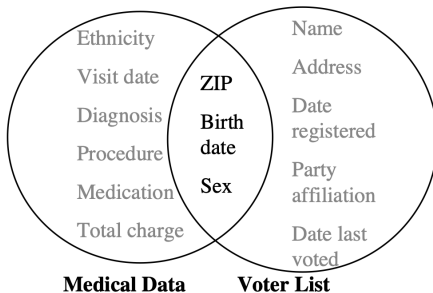 Ethnicity
Visit date
Diagnosis
Procedure
Medication
Total charge
ZIP
Birth
date
Sex
Name
Address
Date
registered
Party
affiliation
Date last
voted
Medical Data
Voter List